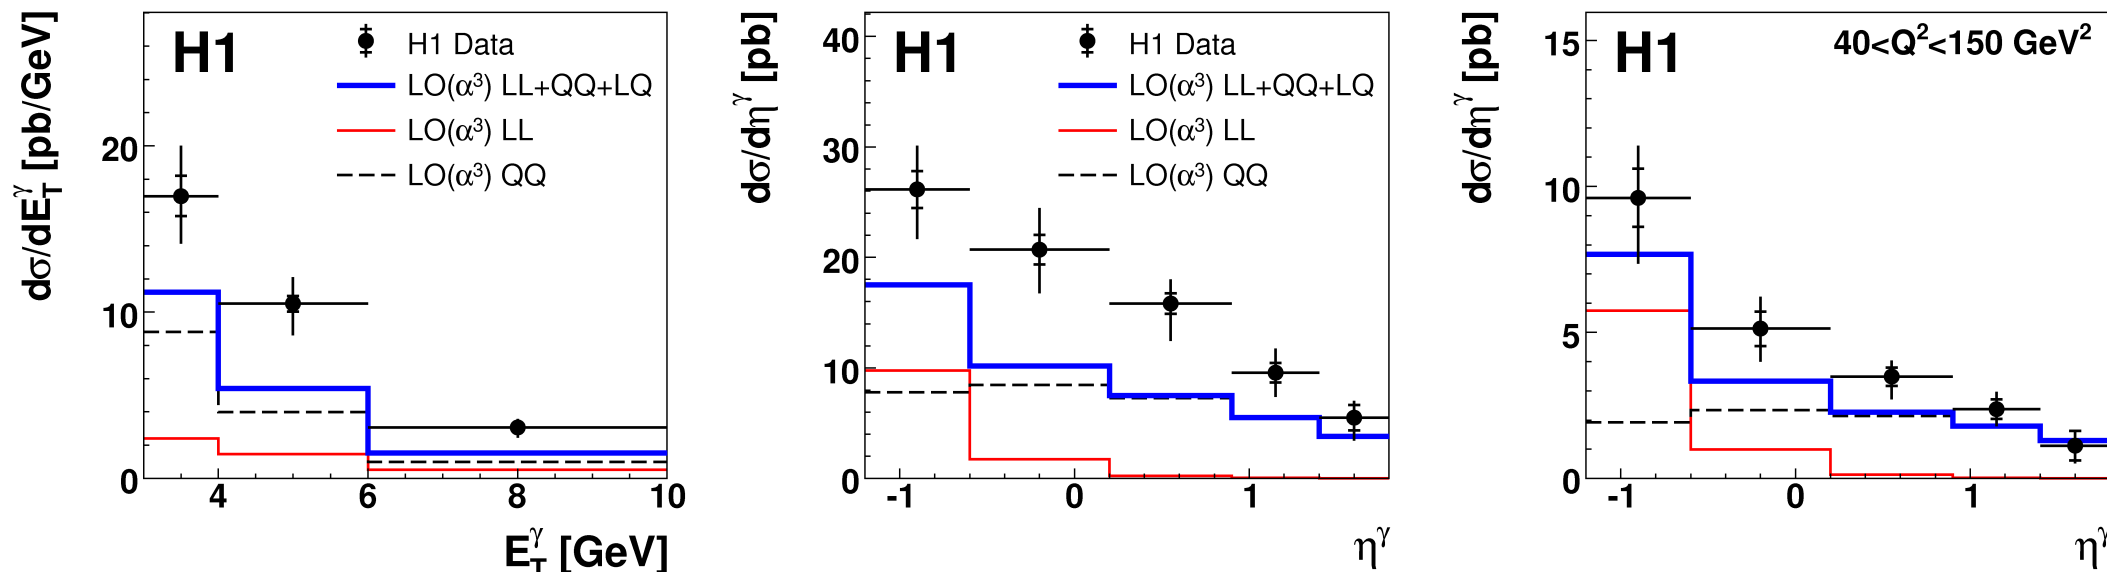 H1
H1 Data
LO(α³) LL+QQ+LQ
LO(α³) LL
LO(α³) QQ
dσ/dE_T^γ [pb/GeV]
20
10
0
4 6 8 10
E_T^γ [GeV]
H1
H1 Data
LO(α³) LL+QQ+LQ
LO(α³) LL
LO(α³) QQ
dσ/dη^γ [pb]
40
30
20
10
0
-1 0 1
η^γ
H1
40<Q²<150 GeV²
dσ/dη^γ [pb]
15
10
5
0
-1 0 1
η^γ